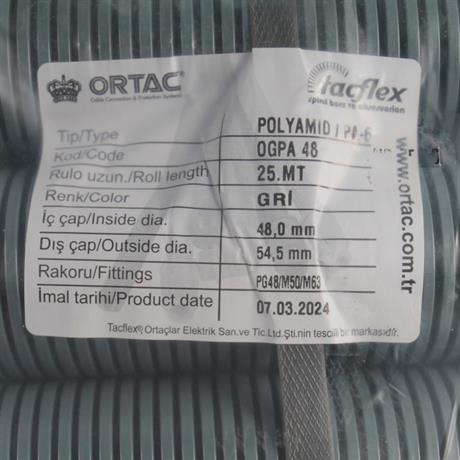 ORTAC®
Cable Connection & Protection Systems
tacflex
spiral boru ve aksesuarları
Tip/Type POLYAMID / PA-6
Kod/Code OGPA 48
Rulo uzun./Roll length 25.MT
Renk/Color GRİ
İç çap/Inside dia. 48,0 mm
Dış çap/Outside dia. 54,5 mm
Rakoru/Fittings PG48/M50/M63
İmal tarihi/Product date 07.03.2024
Tacflex® Ortaçlar Elektrik San.ve Tic.Ltd.Şti.nin tescilli bir markasıdır.
www.ortac.com.tr